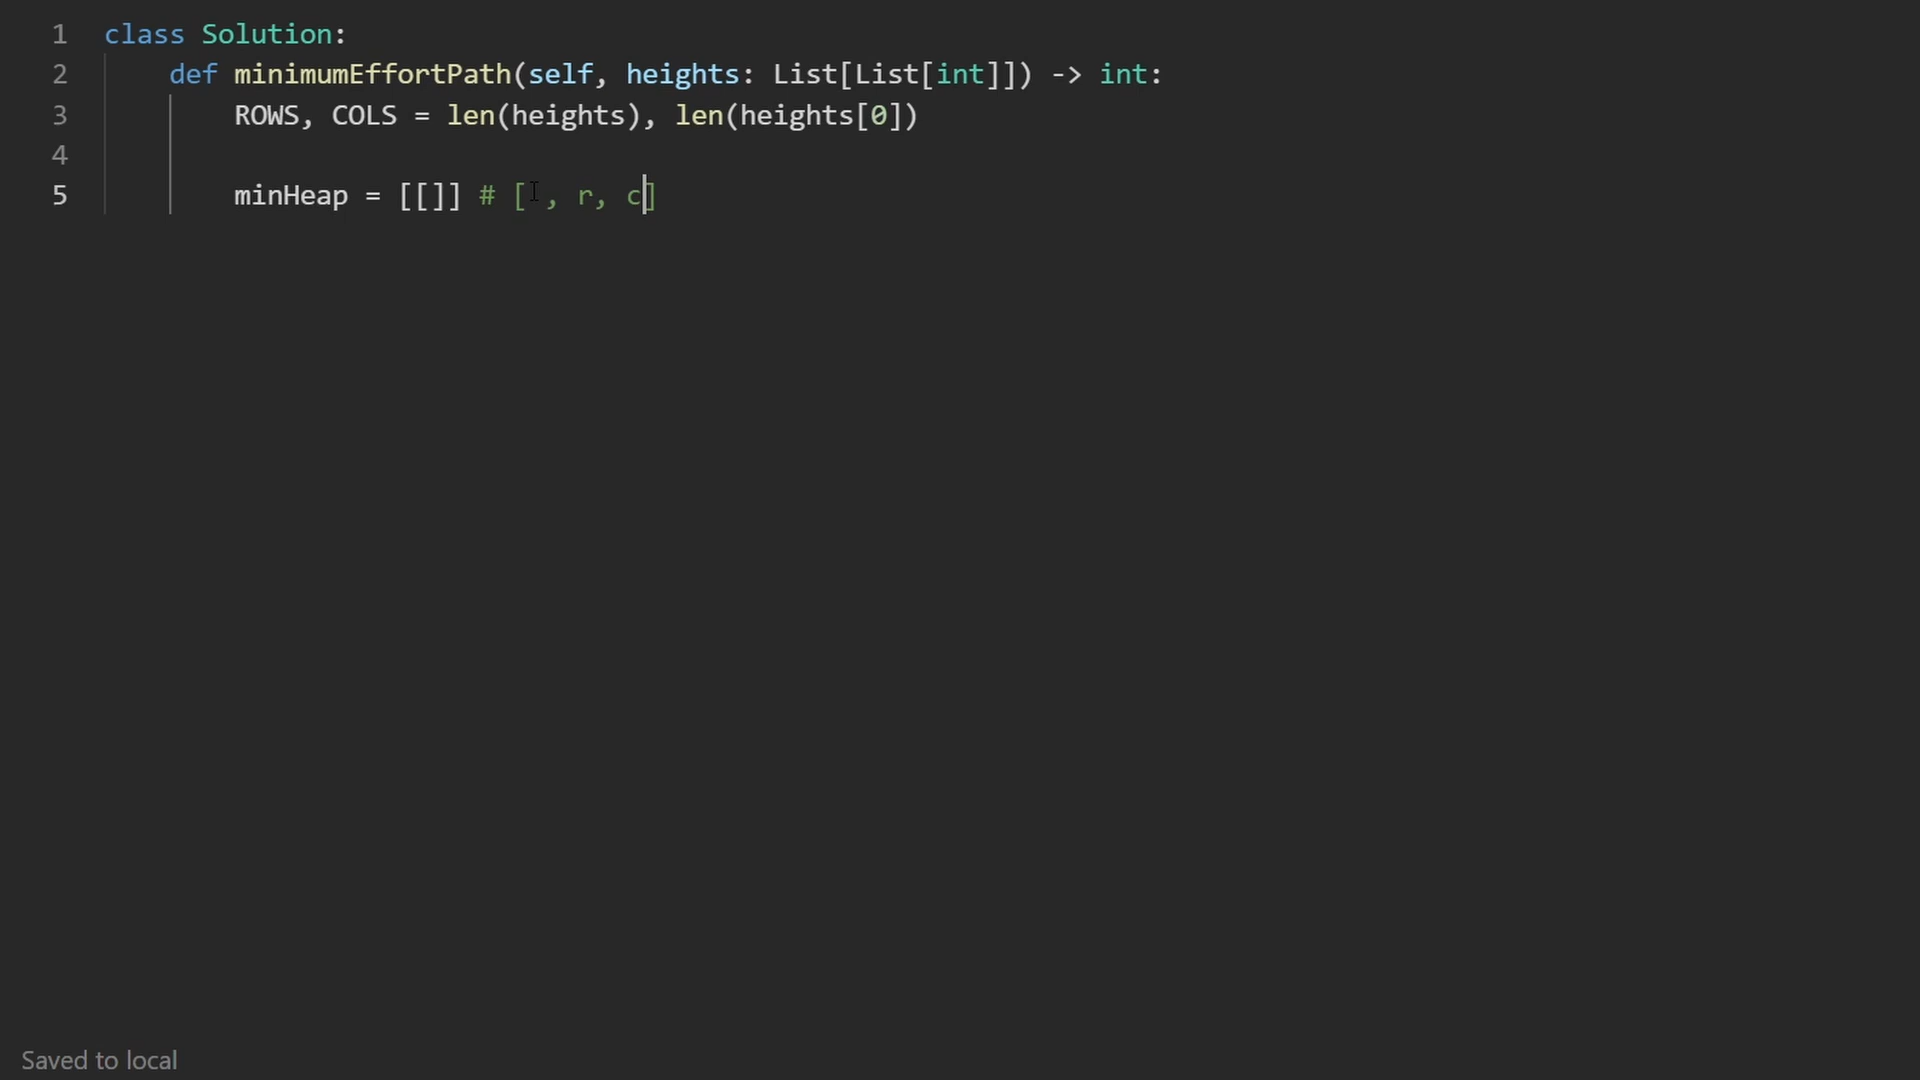 1 class Solution:
2 def minimumEffortPath(self, heights: List[List[int]]) -> int:
3 ROWS, COLS = len(heights), len(heights[0])
4
5 minHeap = [[]] # [ , r, c]
Saved to local